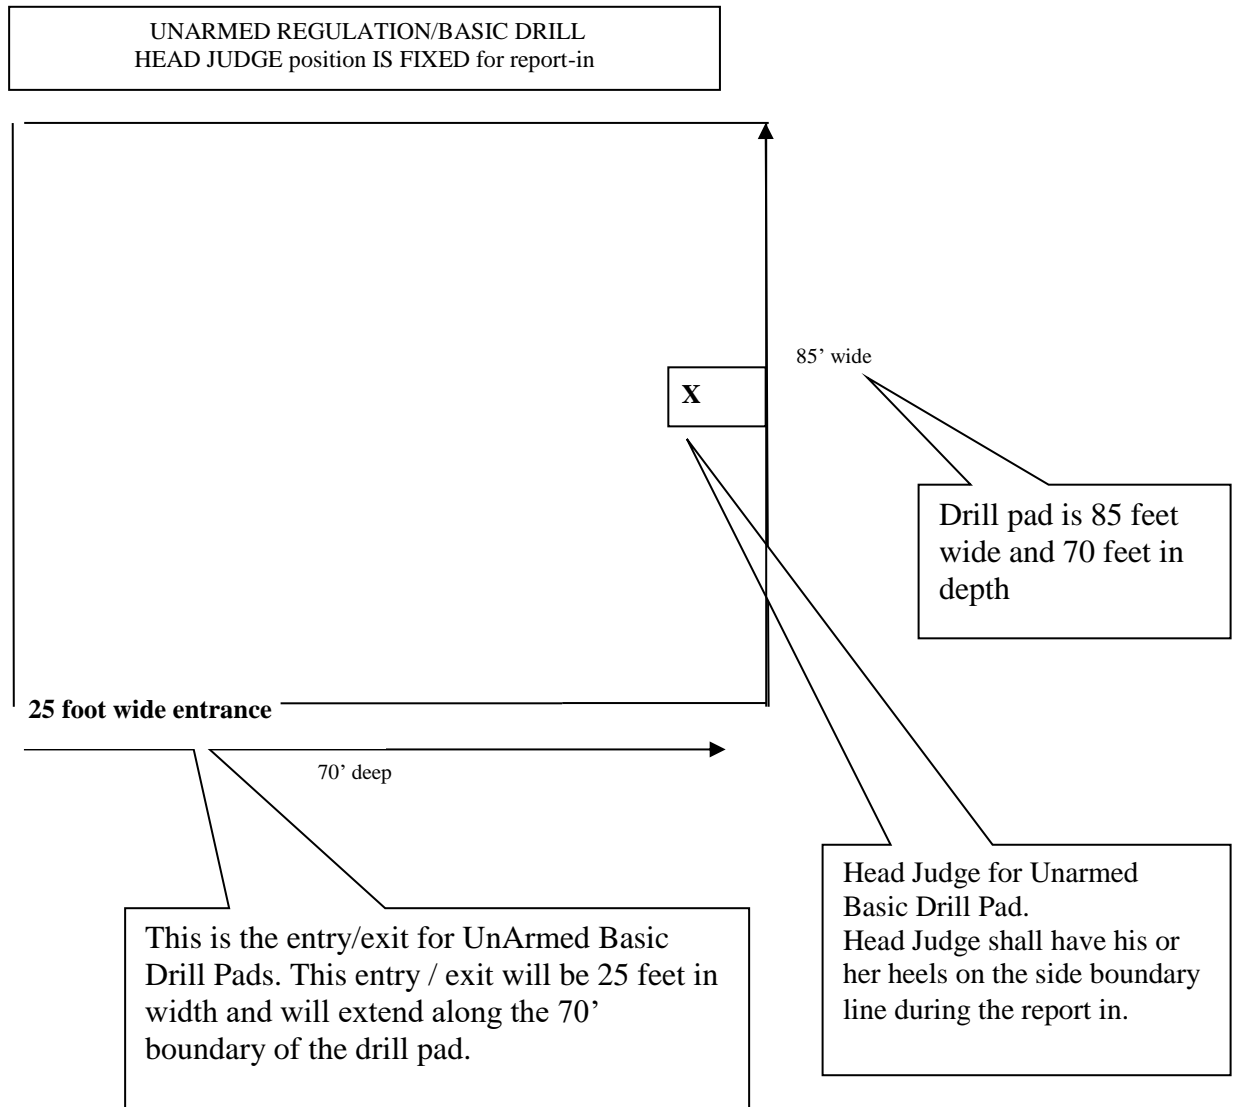 UNARMED REGULATION/BASIC DRILL
HEAD JUDGE position IS FIXED for report-in
85’ wide
X
Drill pad is 85 feet
wide and 70 feet in
depth
25 foot wide entrance
70’ deep
Head Judge for Unarmed
Basic Drill Pad.
Head Judge shall have his or
her heels on the side boundary
line during the report in.
This is the entry/exit for UnArmed Basic
Drill Pads. This entry / exit will be 25 feet in
width and will extend along the 70’
boundary of the drill pad.